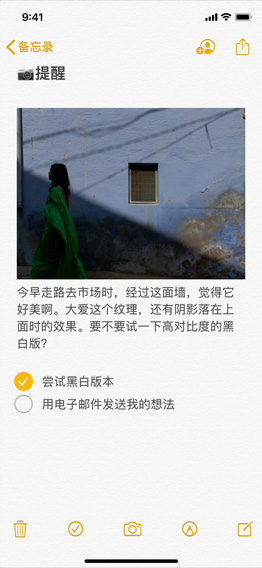 9:41
备忘录
📷提醒
今早走路去市场时，经过这面墙，觉得它
好美啊。大爱这个纹理，还有阴影落在上
面时的效果。要不要试一下高对比度的黑
白版？
尝试黑白版本
用电子邮件发送我的想法